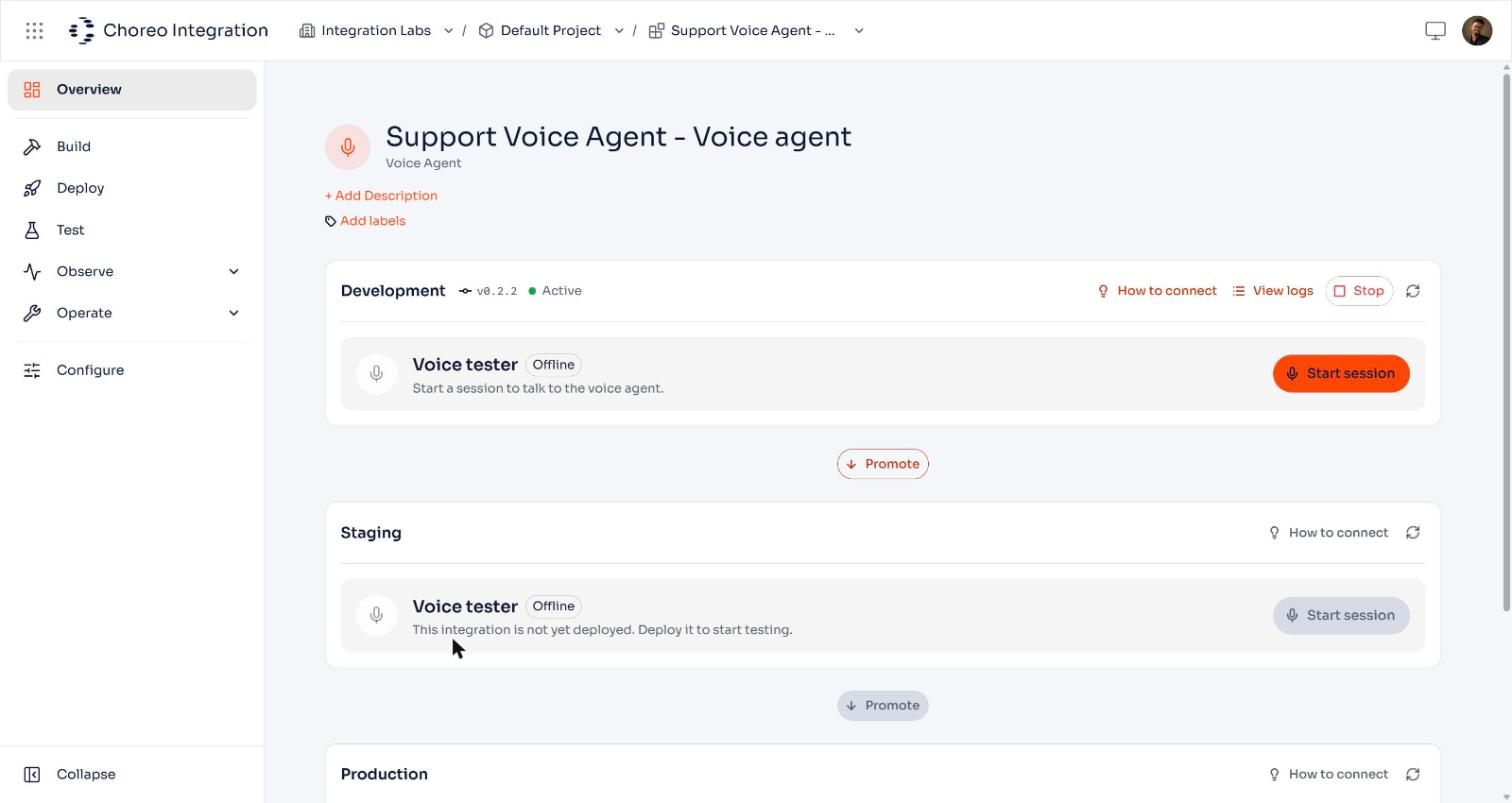 Choreo Integration
Integration Labs / Default Project / Support Voice Agent - ...
Overview
Build
Deploy
Test
Observe
Operate
Configure
Collapse
Support Voice Agent - Voice agent
Voice Agent
+ Add Description
Add labels
Development v0.2.2 Active How to connect View logs Stop
Voice tester Offline
Start a session to talk to the voice agent.
Start session
Promote
Staging How to connect
Voice tester Offline
This integration is not yet deployed. Deploy it to start testing.
Start session
Promote
Production How to connect